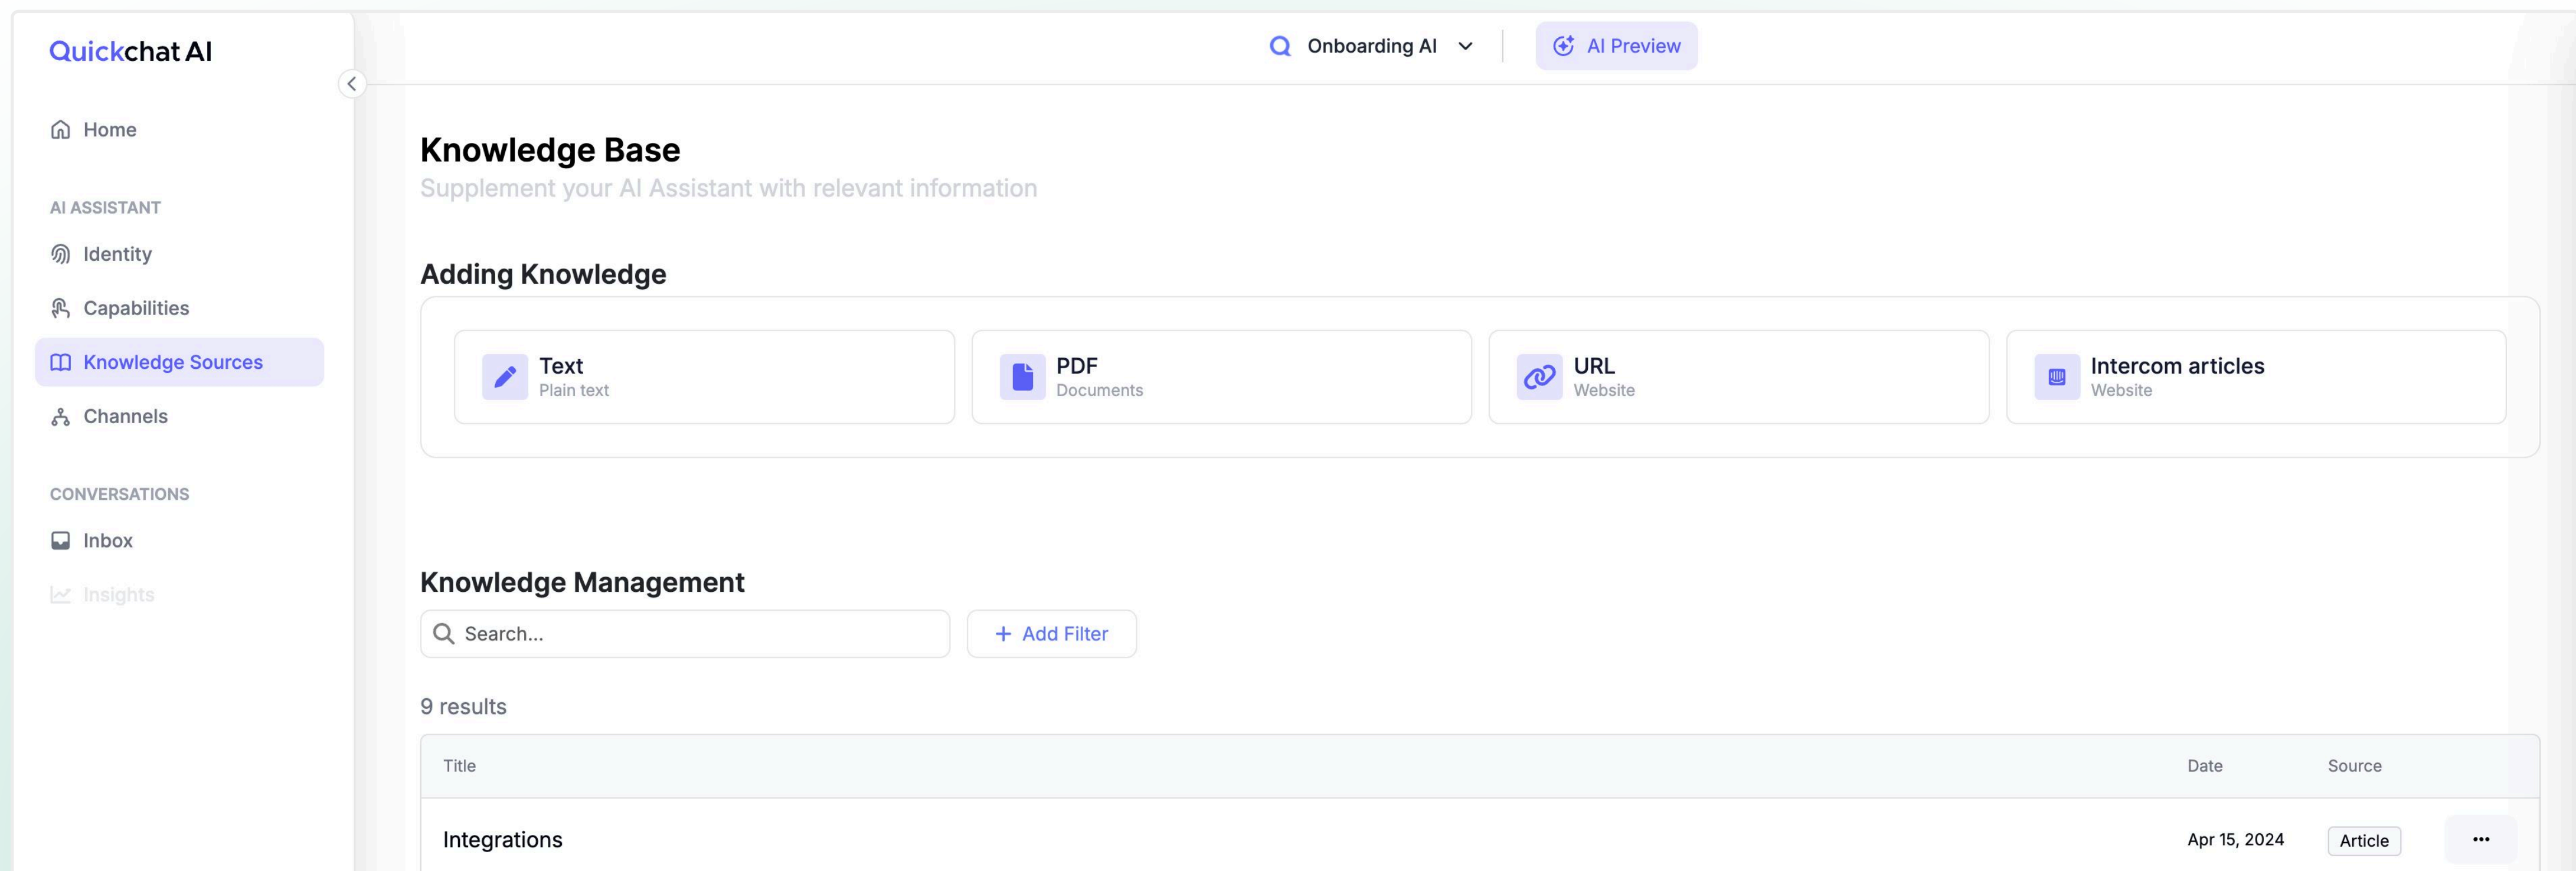 Quickchat AI
Onboarding AI
AI Preview
Home
AI ASSISTANT
Identity
Capabilities
Knowledge Sources
Channels
CONVERSATIONS
Inbox
Insights
Knowledge Base
Supplement your AI Assistant with relevant information
Adding Knowledge
Text
Plain text
PDF
Documents
URL
Website
Intercom articles
Website
Knowledge Management
Search...
+ Add Filter
9 results
Title Date Source
Integrations Apr 15, 2024 Article